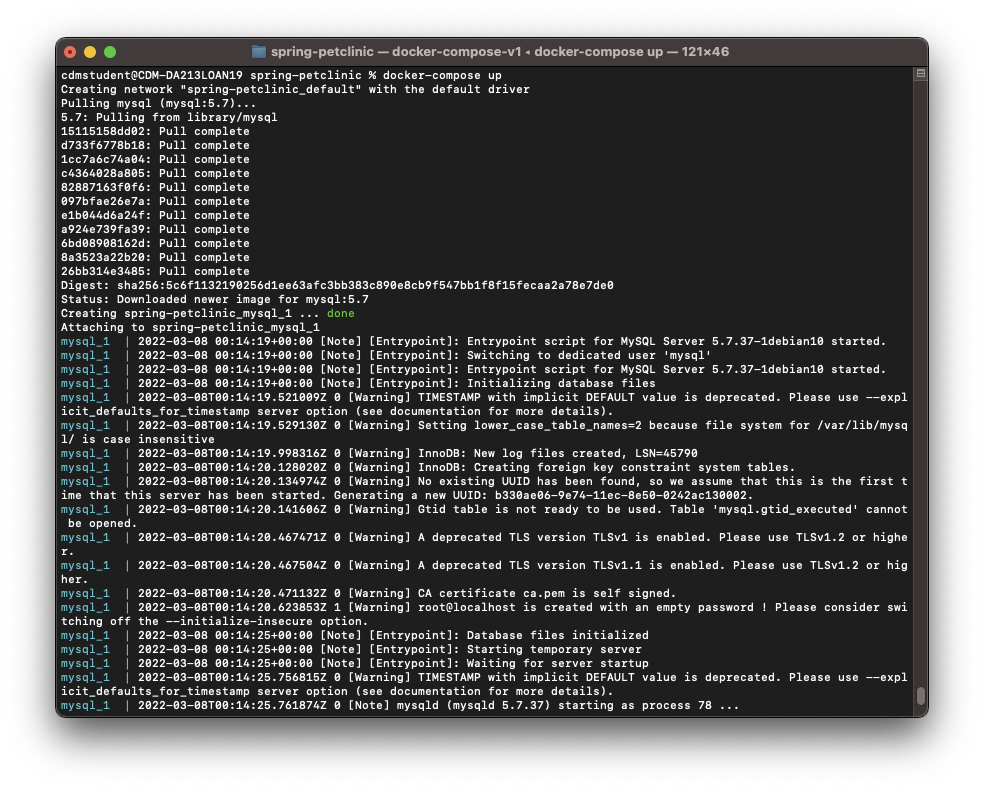 spring-petclinic — docker-compose-v1 ◂ docker-compose up — 121×46
cdmstudent@CDM-DA213LOAN19 spring-petclinic % docker-compose up
Creating network "spring-petclinic_default" with the default driver
Pulling mysql (mysql:5.7)...
5.7: Pulling from library/mysql
15115158dd02: Pull complete
d733f6778b18: Pull complete
1cc7a6c74a04: Pull complete
c4364028a805: Pull complete
82887163f0f6: Pull complete
097bfae26e7a: Pull complete
e1b044d6a24f: Pull complete
a924e739fa39: Pull complete
6bd08908162d: Pull complete
8a3523a22b20: Pull complete
26bb314e3485: Pull complete
Digest: sha256:5c6f1132190256d1ee63afc3bb383c890e8cb9f547bb1f8f15fecaa2a78e7de0
Status: Downloaded newer image for mysql:5.7
Creating spring-petclinic_mysql_1 ... done
Attaching to spring-petclinic_mysql_1
mysql_1  | 2022-03-08 00:14:19+00:00 [Note] [Entrypoint]: Entrypoint script for MySQL Server 5.7.37-1debian10 started.
mysql_1  | 2022-03-08 00:14:19+00:00 [Note] [Entrypoint]: Switching to dedicated user 'mysql'
mysql_1  | 2022-03-08 00:14:19+00:00 [Note] [Entrypoint]: Entrypoint script for MySQL Server 5.7.37-1debian10 started.
mysql_1  | 2022-03-08 00:14:19+00:00 [Note] [Entrypoint]: Initializing database files
mysql_1  | 2022-03-08T00:14:19.521009Z 0 [Warning] TIMESTAMP with implicit DEFAULT value is deprecated. Please use --expl
icit_defaults_for_timestamp server option (see documentation for more details).
mysql_1  | 2022-03-08T00:14:19.529130Z 0 [Warning] Setting lower_case_table_names=2 because file system for /var/lib/mysq
l/ is case insensitive
mysql_1  | 2022-03-08T00:14:19.998316Z 0 [Warning] InnoDB: New log files created, LSN=45790
mysql_1  | 2022-03-08T00:14:20.128020Z 0 [Warning] InnoDB: Creating foreign key constraint system tables.
mysql_1  | 2022-03-08T00:14:20.134974Z 0 [Warning] No existing UUID has been found, so we assume that this is the first t
ime that this server has been started. Generating a new UUID: b330ae06-9e74-11ec-8e50-0242ac130002.
mysql_1  | 2022-03-08T00:14:20.141606Z 0 [Warning] Gtid table is not ready to be used. Table 'mysql.gtid_executed' cannot
 be opened.
mysql_1  | 2022-03-08T00:14:20.467471Z 0 [Warning] A deprecated TLS version TLSv1 is enabled. Please use TLSv1.2 or highe
r.
mysql_1  | 2022-03-08T00:14:20.467504Z 0 [Warning] A deprecated TLS version TLSv1.1 is enabled. Please use TLSv1.2 or hig
her.
mysql_1  | 2022-03-08T00:14:20.471132Z 0 [Warning] CA certificate ca.pem is self signed.
mysql_1  | 2022-03-08T00:14:20.623853Z 1 [Warning] root@localhost is created with an empty password ! Please consider swi
tching off the --initialize-insecure option.
mysql_1  | 2022-03-08 00:14:25+00:00 [Note] [Entrypoint]: Database files initialized
mysql_1  | 2022-03-08 00:14:25+00:00 [Note] [Entrypoint]: Starting temporary server
mysql_1  | 2022-03-08 00:14:25+00:00 [Note] [Entrypoint]: Waiting for server startup
mysql_1  | 2022-03-08T00:14:25.756815Z 0 [Warning] TIMESTAMP with implicit DEFAULT value is deprecated. Please use --expl
icit_defaults_for_timestamp server option (see documentation for more details).
mysql_1  | 2022-03-08T00:14:25.761874Z 0 [Note] mysqld (mysqld 5.7.37) starting as process 78 ...